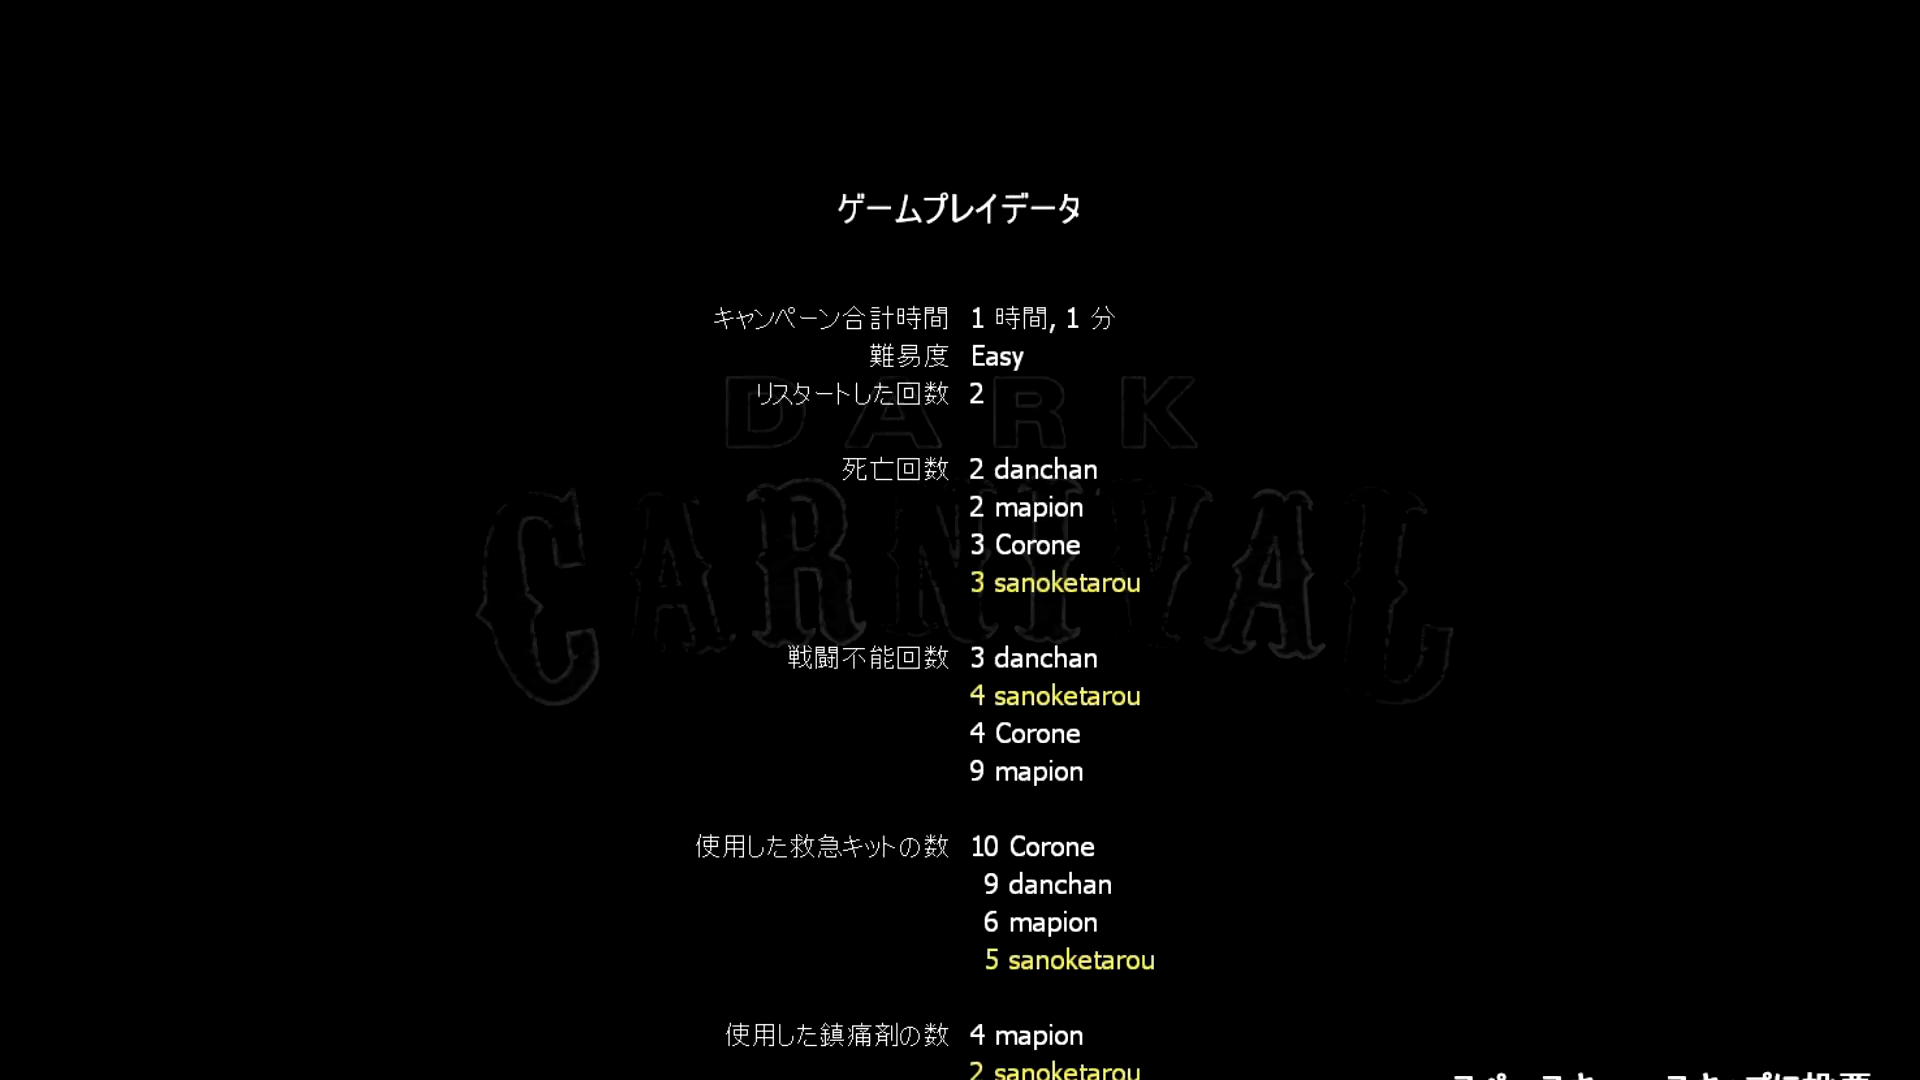 ゲームプレイデータ
キャンペーン合計時間 1 時間, 1 分
難易度 Easy
リスタートした回数 2
DARK
CARNIVAL
死亡回数 2 danchan
2 mapion
3 Corone
3 sanoketarou
戦闘不能回数 3 danchan
4 sanoketarou
4 Corone
9 mapion
使用した救急キットの数 10 Corone
9 danchan
6 mapion
5 sanoketarou
使用した鎮痛剤の数 4 mapion
2 sanoketarou